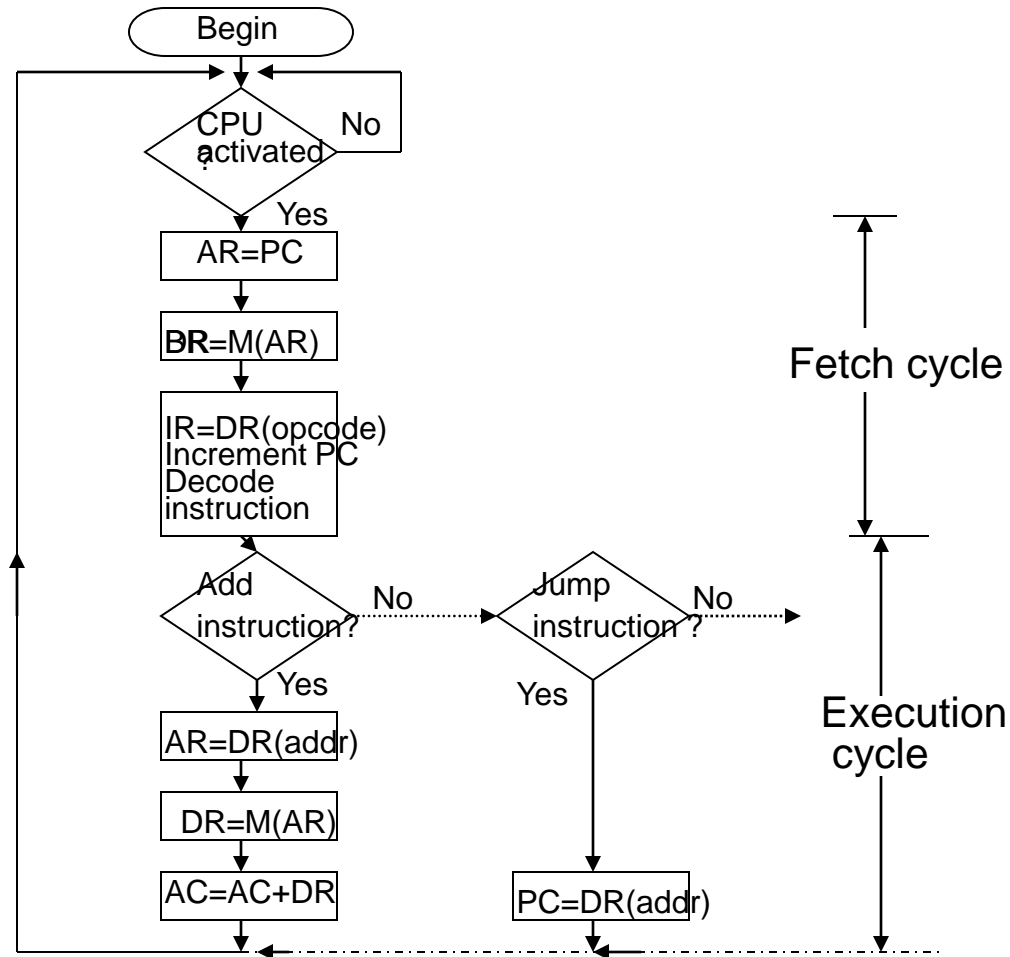 Begin
CPU
activated
?
No
Yes
AR=PC
DR=M(AR)
Fetch cycle
IR=DR(opcode)
Increment PC
Decode
instruction
Add
instruction?
No
Jump
instruction ?
No
Yes
Yes
AR=DR(addr)
Execution
cycle
DR=M(AR)
AC=AC+DR
PC=DR(addr)